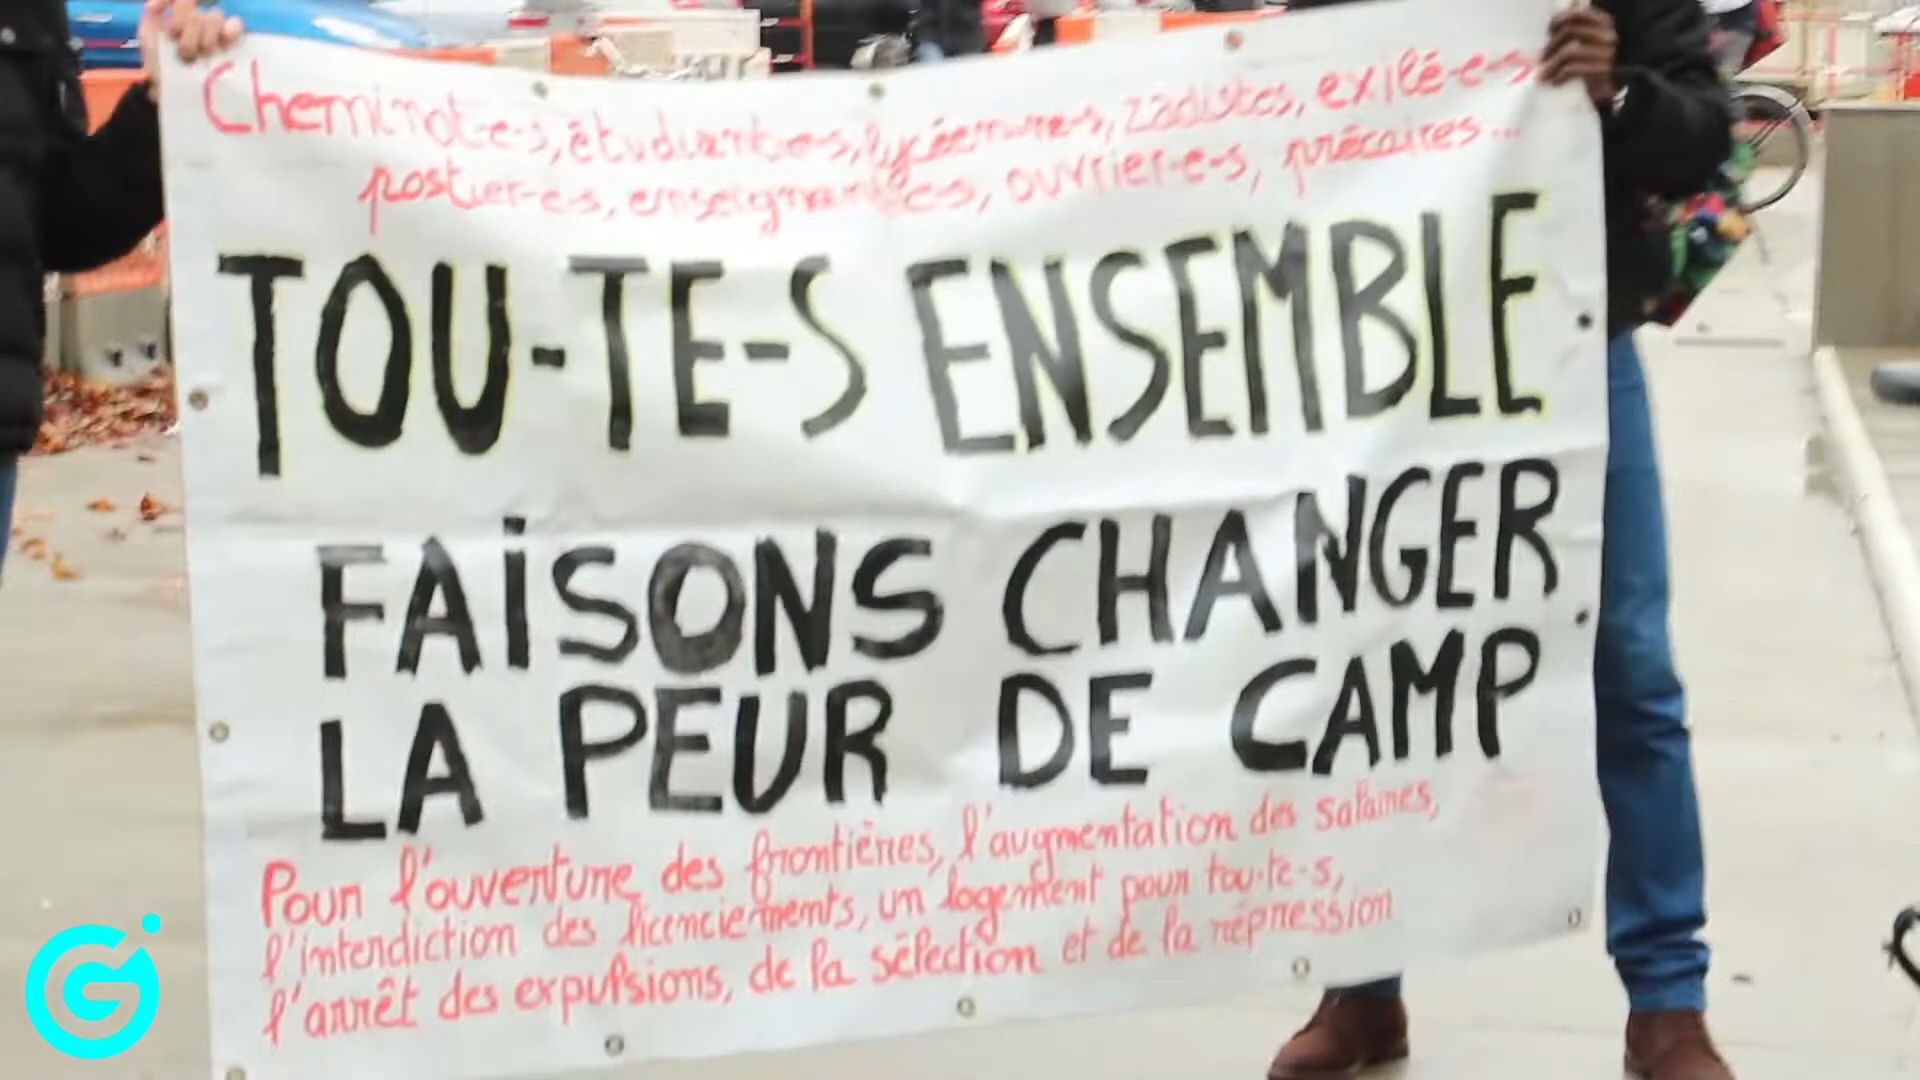 Cheminot-e-s, étudiant-e-s, lycéen-ne-s, zadistes, exilé-e-s
postier-e-s, enseignant-e-s, ouvrier-e-s, précaires...
TOU-TE-S ENSEMBLE
FAiSONS CHANGER
LA PEUR DE CAMP
Pour l'ouverture des frontières, l'augmentation des salaires,
l'interdiction des licenciements, un logement pour tou-te-s,
l'arrêt des expulsions, de la sélection et de la répression
G